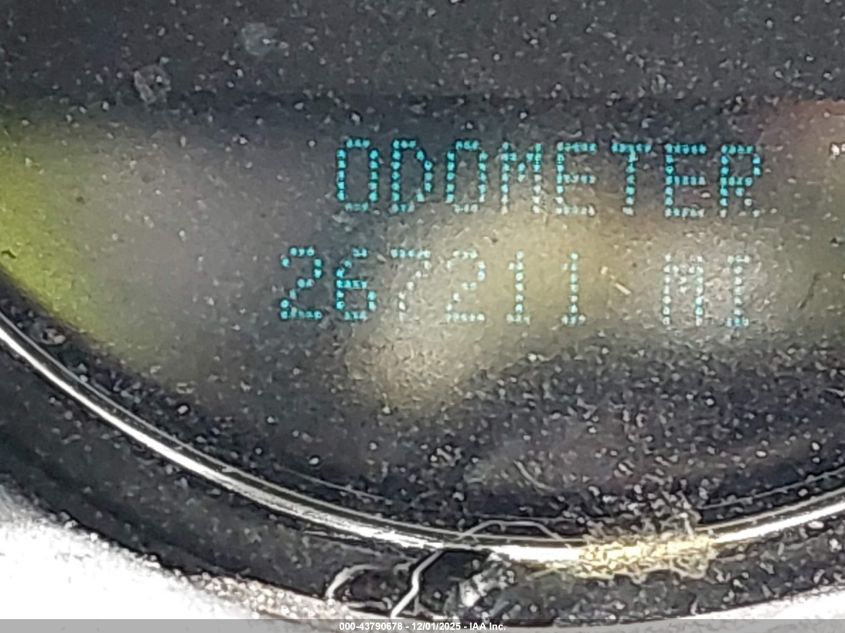 ODOMETER
267211 MI
000-43790678 - 12/01/2025 - IAA Inc.